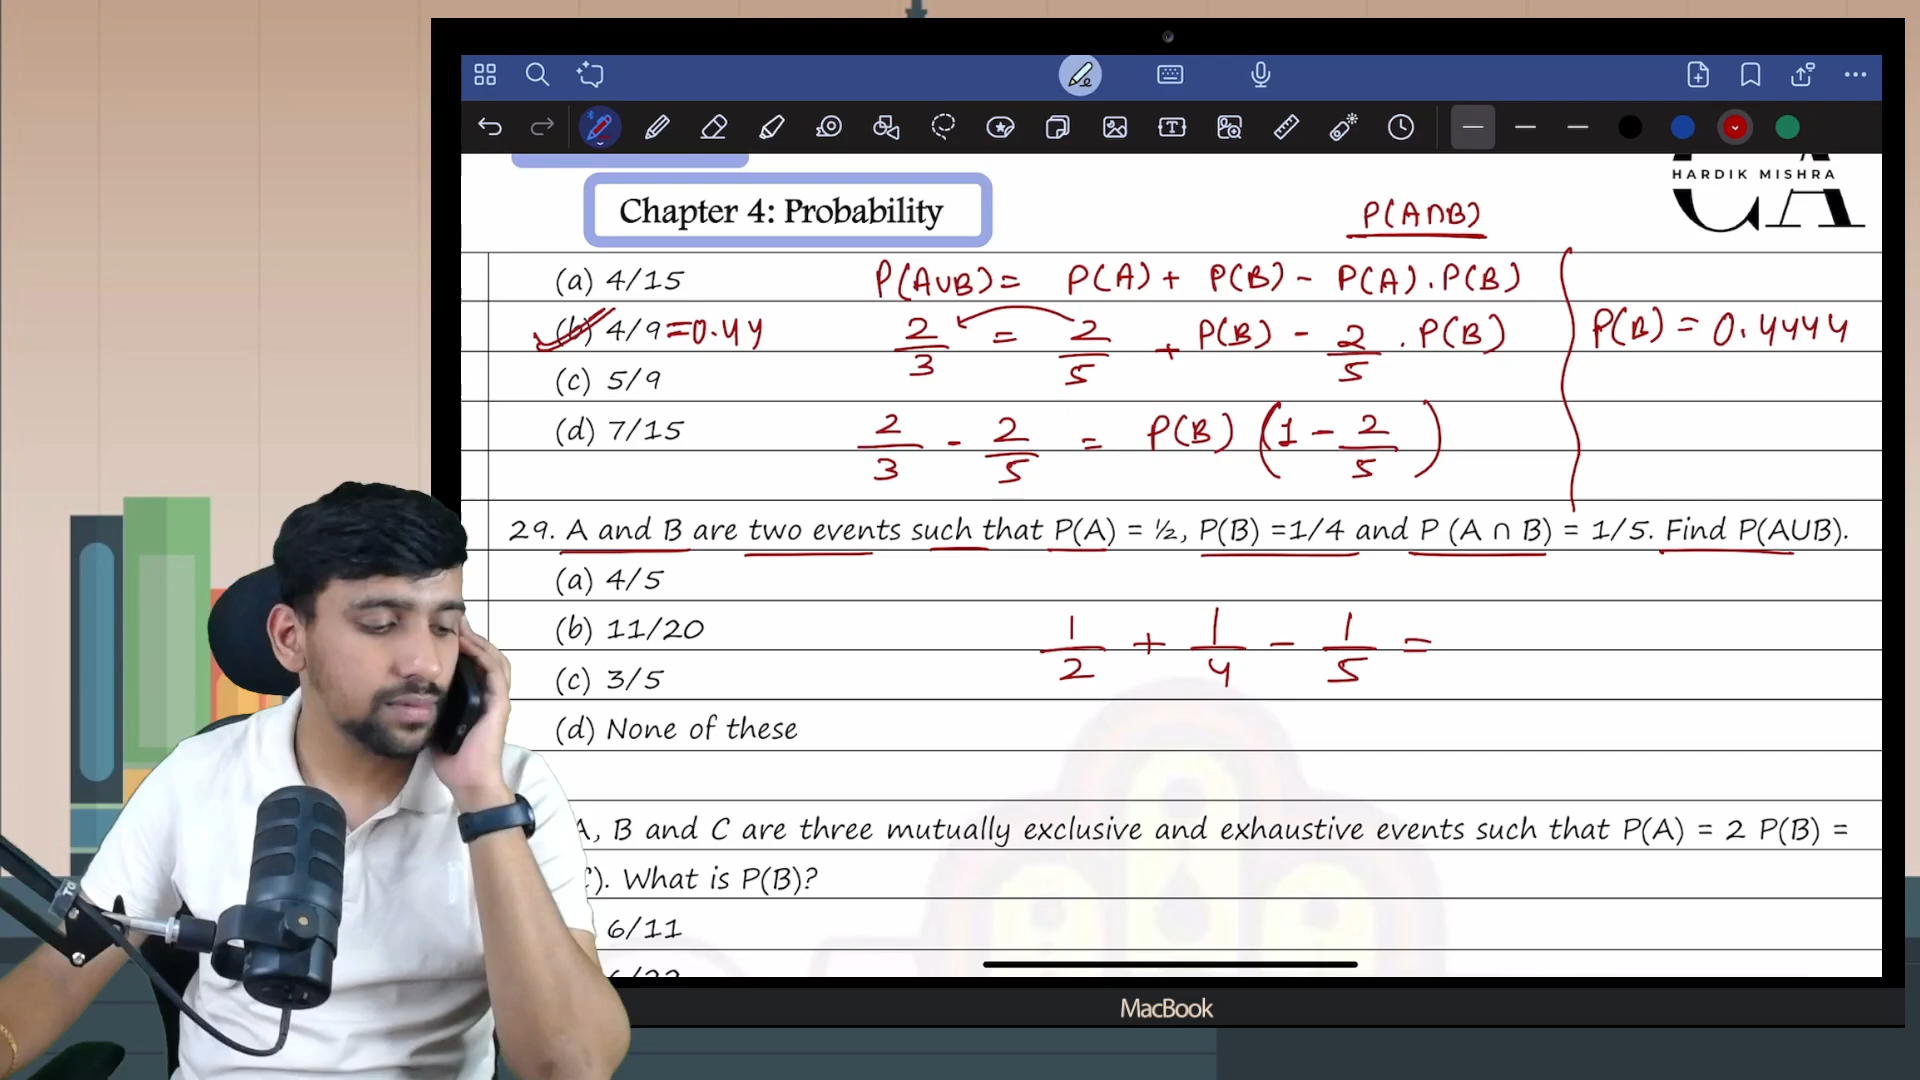 HARDIK MISHRA
CA
Chapter 4: Probability
P(A∩B)
(a) 4/15
P(A∪B) = P(A) + P(B) - P(A).P(B)
(b) 4/9 =0.44
2/3 = 2/5 + P(B) - 2/5 . P(B)
P(B) = 0.4444
(c) 5/9
(d) 7/15
2/3 - 2/5 = P(B) (1 - 2/5)
29. A and B are two events such that P(A) = ½, P(B) =1/4 and P (A ∩ B) = 1/5. Find P(AUB).
(a) 4/5
(b) 11/20
1/2 + 1/4 - 1/5 =
(c) 3/5
(d) None of these
A, B and C are three mutually exclusive and exhaustive events such that P(A) = 2 P(B) =
). What is P(B)?
6/11
MacBook